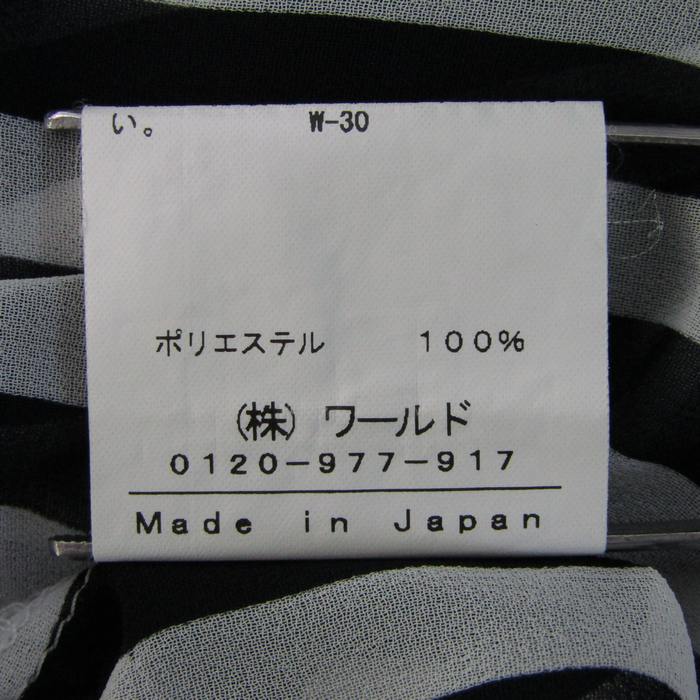 い。 W-30
ポリエステル 100%
(株)ワールド
0120-977-917
Made in Japan